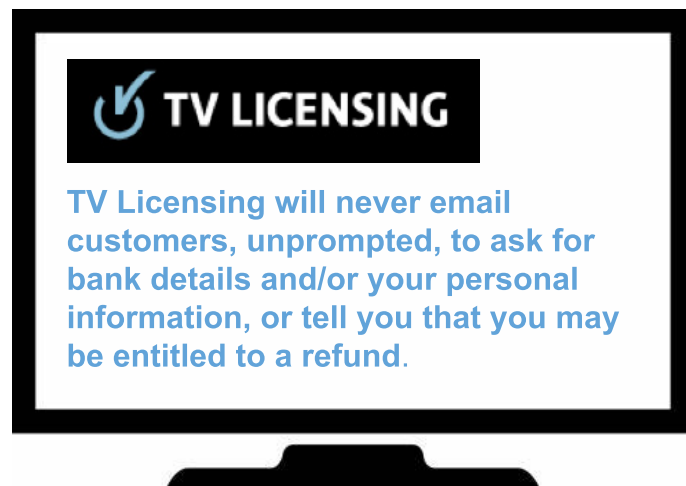 TV LICENSING
TV Licensing will never email
customers, unprompted, to ask for
bank details and/or your personal
information, or tell you that you may
be entitled to a refund.